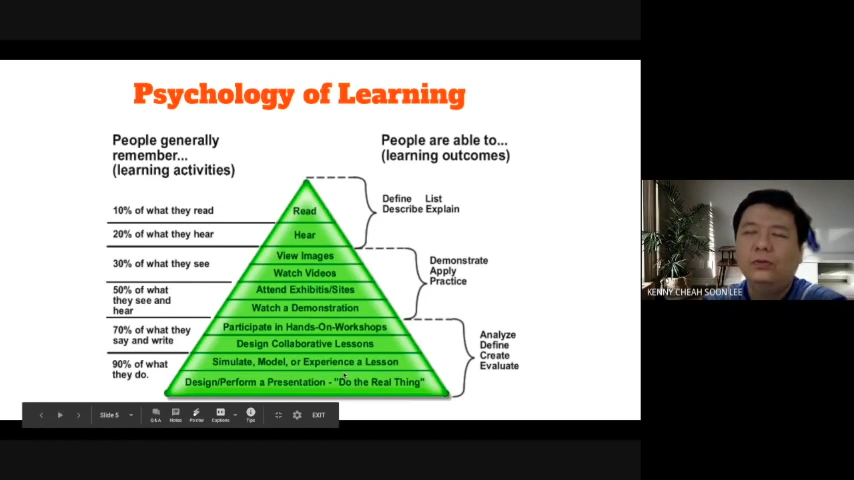 Psychology of Learning
People generally
remember...
(learning activities)
People are able to...
(learning outcomes)
10% of what they read
20% of what they hear
30% of what they see
50% of what
they see and
hear
70% of what they
say and write
90% of what
they do.
Read
Hear
View Images
Watch Videos
Attend Exhibitis/Sites
Watch a Demonstration
Participate in Hands-On-Workshops
Design Collaborative Lessons
Simulate, Model, or Experience a Lesson
Design/Perform a Presentation - "Do the Real Thing"
Define List
Describe Explain
Demonstrate
Apply
Practice
Analyze
Define
Create
Evaluate
KENNY CHEAH SOON LEE
Slide 5
Q&A
Notes
Pointer
Captions
Tips
EXIT